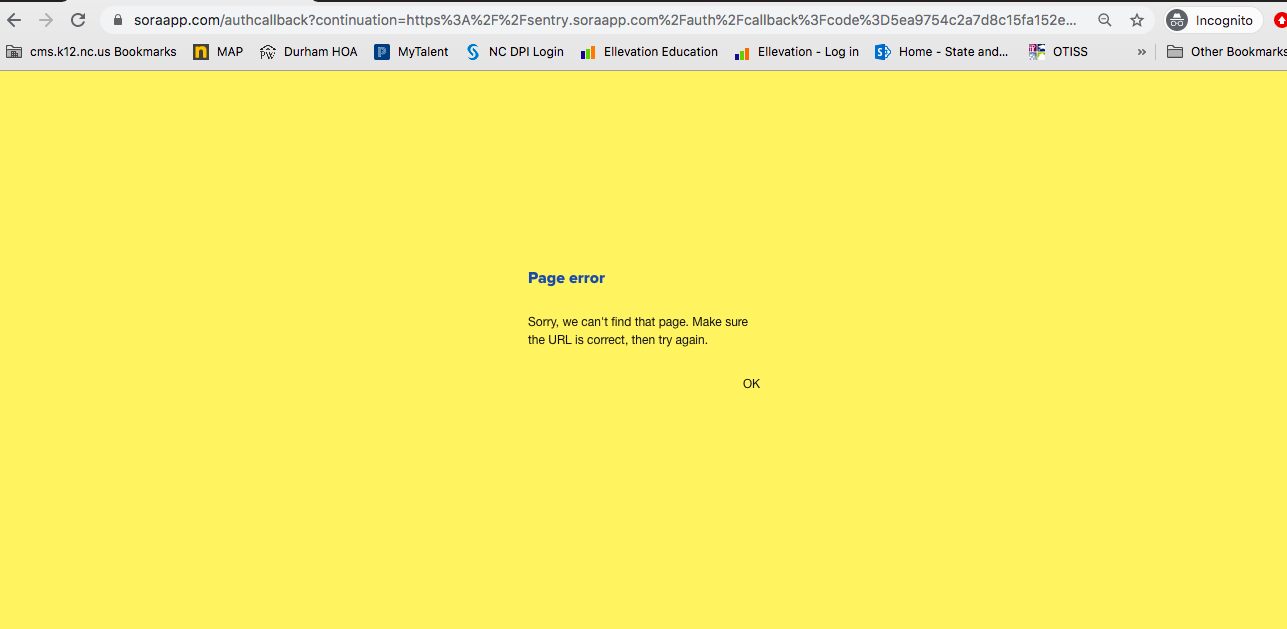 soraapp.com/authcallback?continuation=https%3A%2F%2Fsentry.soraapp.com%2Fauth%2Fcallback%3Fcode%3D5ea9754c2a7d8c15fa152e...
Incognito
cms.k12.nc.us Bookmarks
MAP
Durham HOA
MyTalent
NC DPI Login
Ellevation Education
Ellevation - Log in
Home - State and...
OTISS
»
Other Bookmarks
Page error
Sorry, we can't find that page. Make sure
the URL is correct, then try again.
OK